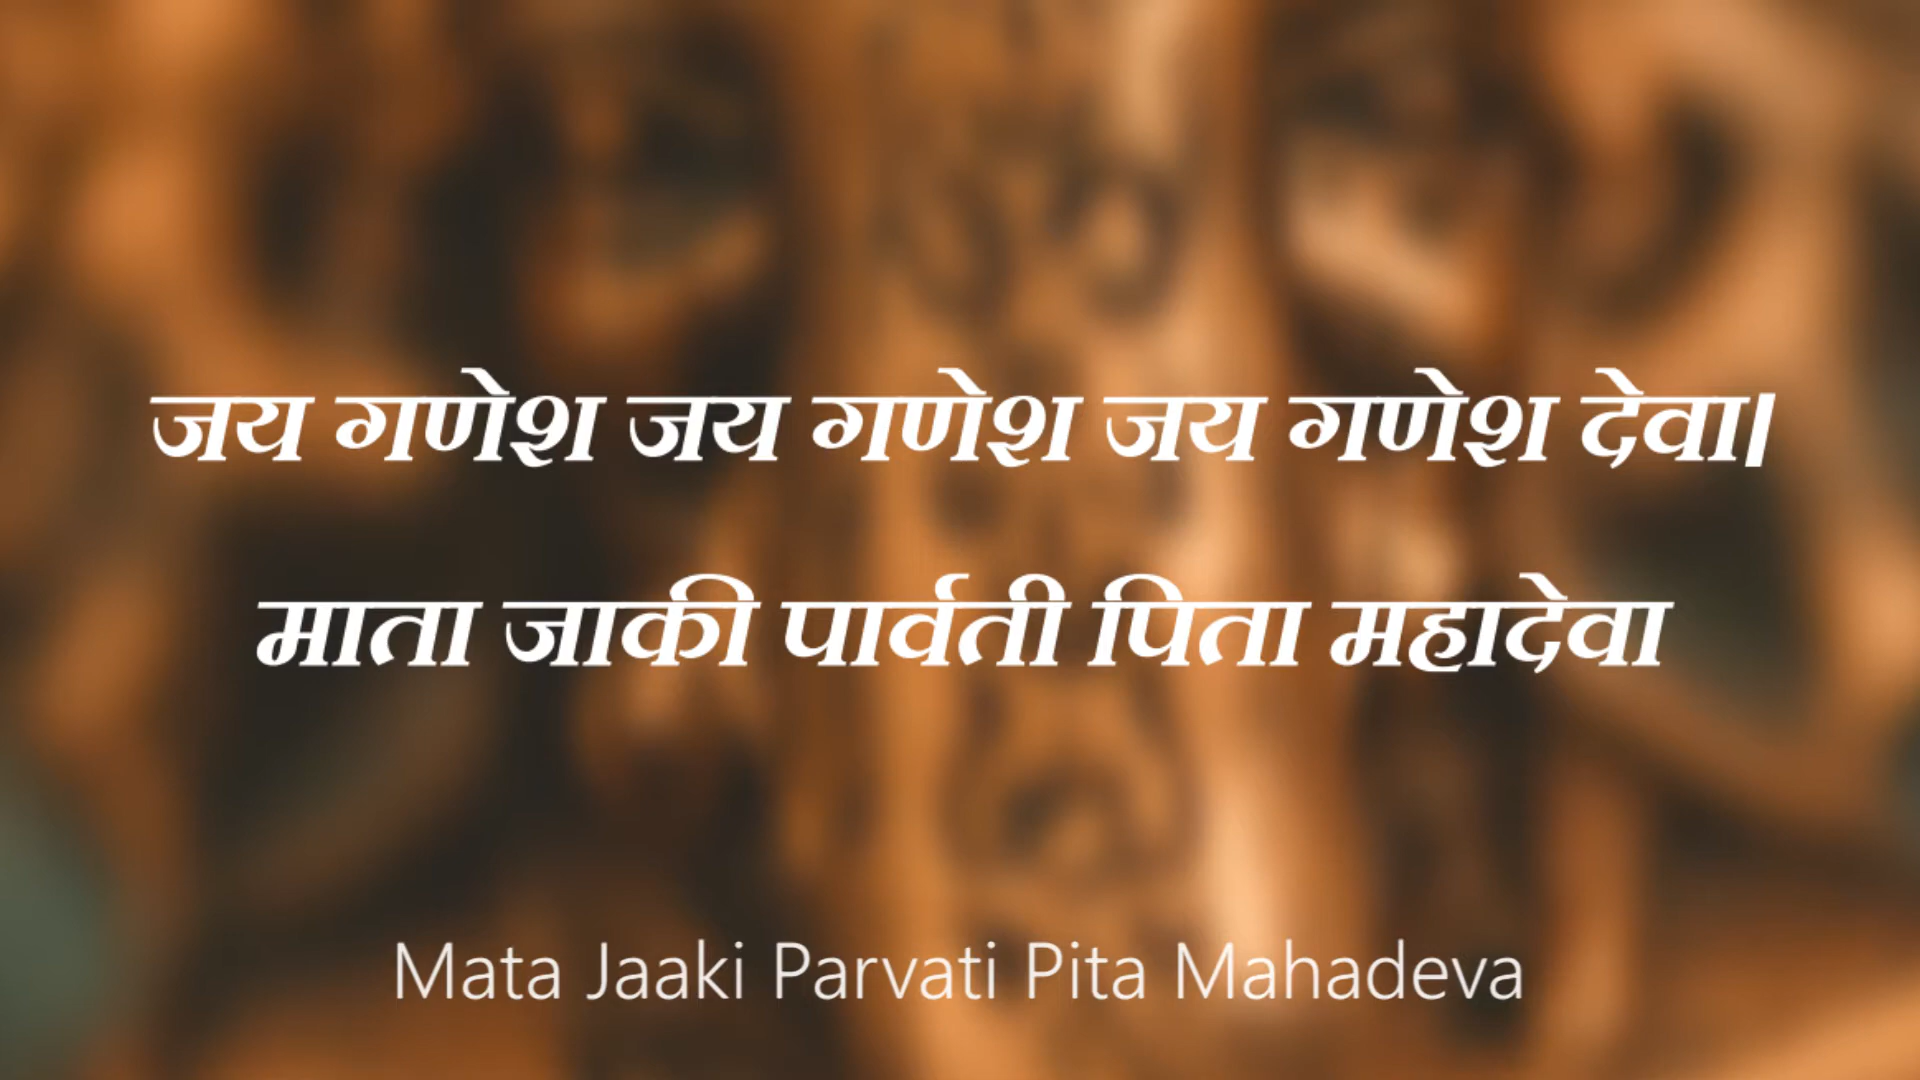 जय गणेश जय गणेश जय गणेश देवा।
माता जाकी पार्वती पिता महादेवा
Mata Jaaki Parvati Pita Mahadeva